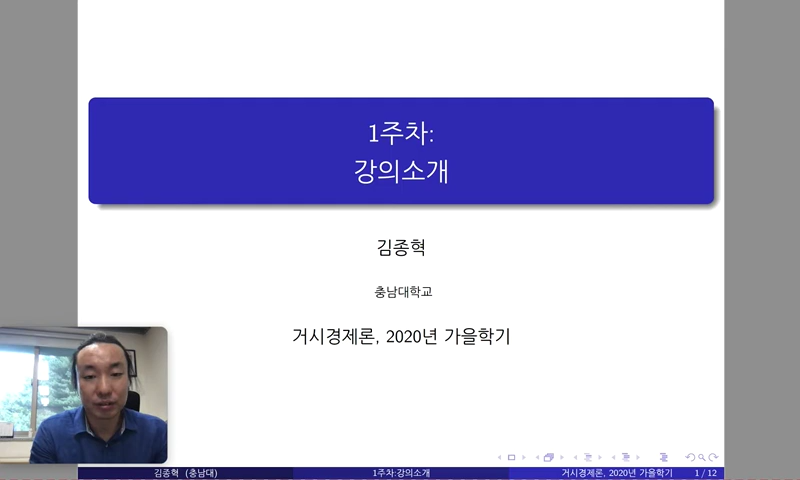 1주차:
강의소개
김종혁
충남대학교
거시경제론, 2020년 가을학기
김종혁 (충남대)
1주차:강의소개
거시경제론, 2020년 가을학기
1 / 12